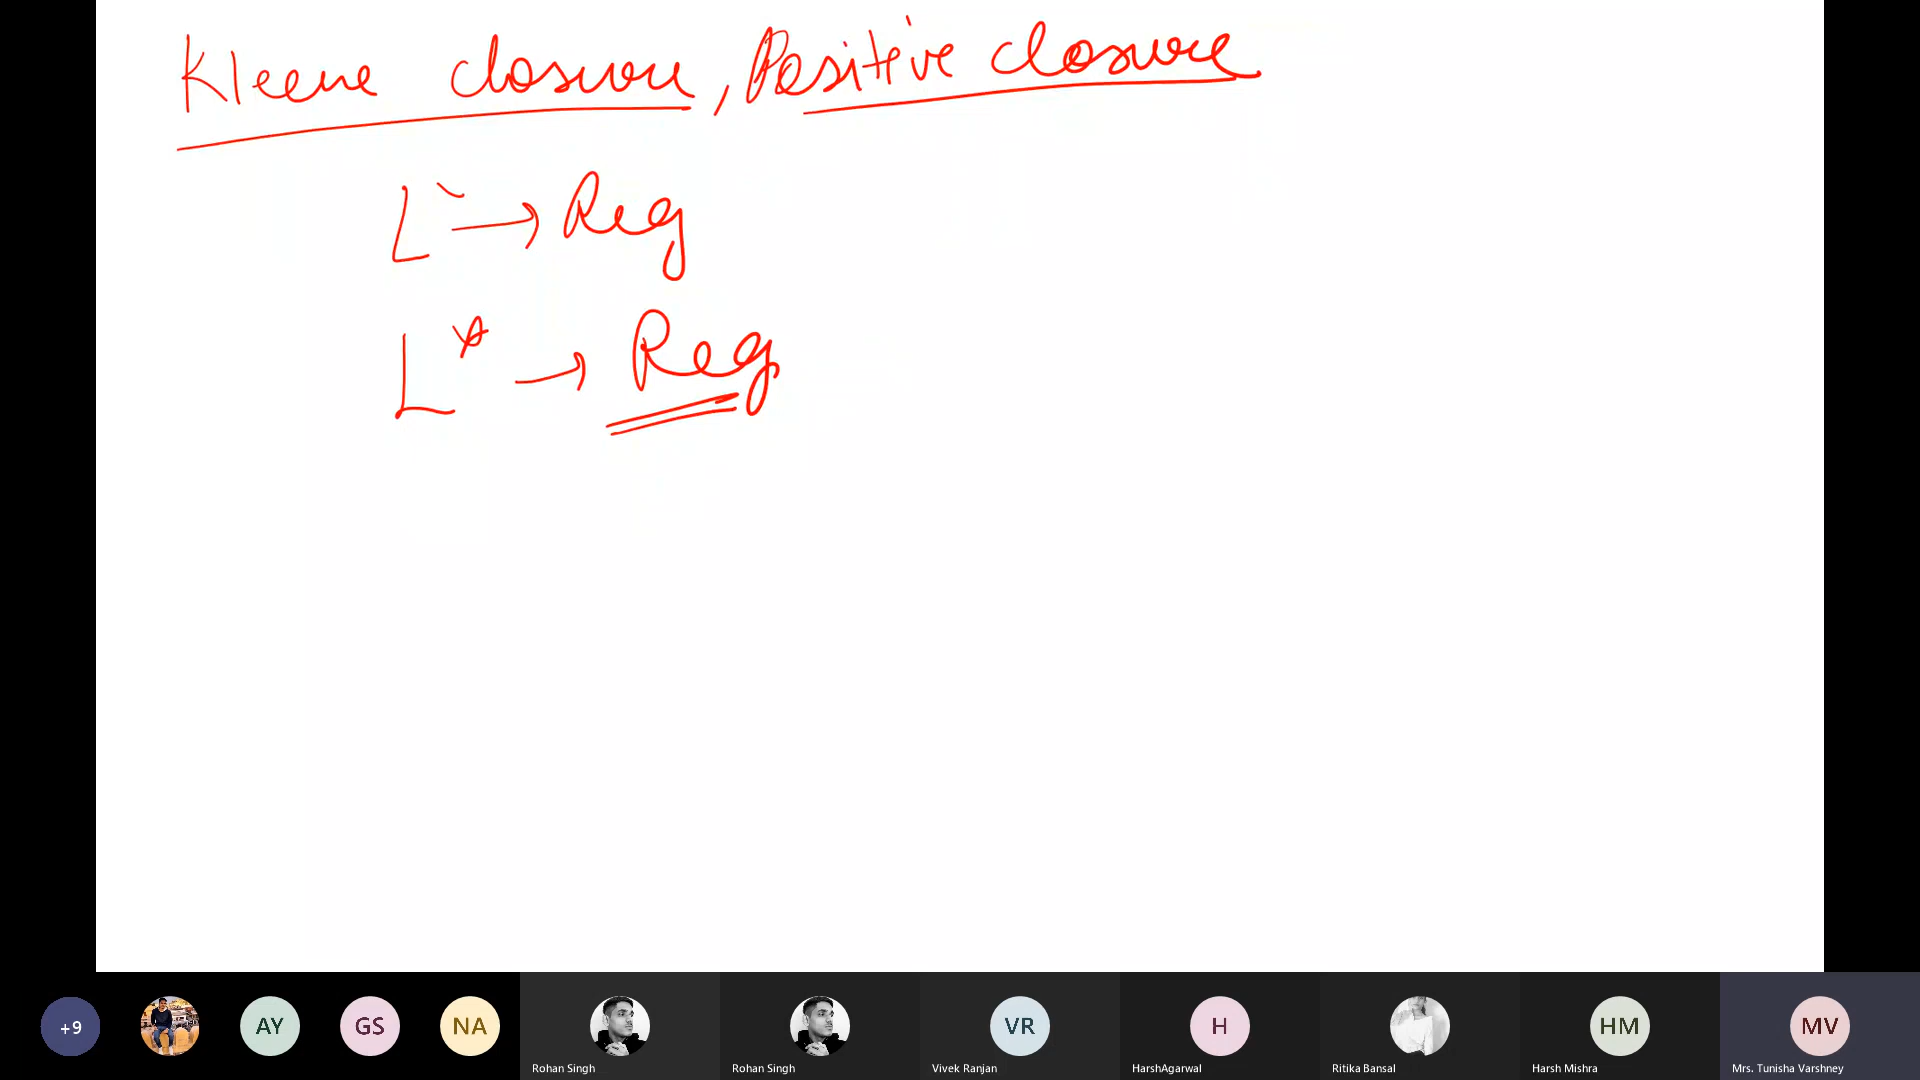 Kleene closure, Positive closure
L → Reg
L* → Reg
+9 AY GS NA VR H HM MV
Rohan Singh Rohan Singh Vivek Ranjan HarshAgarwal Ritika Bansal Harsh Mishra Mrs. Tunisha Varshney